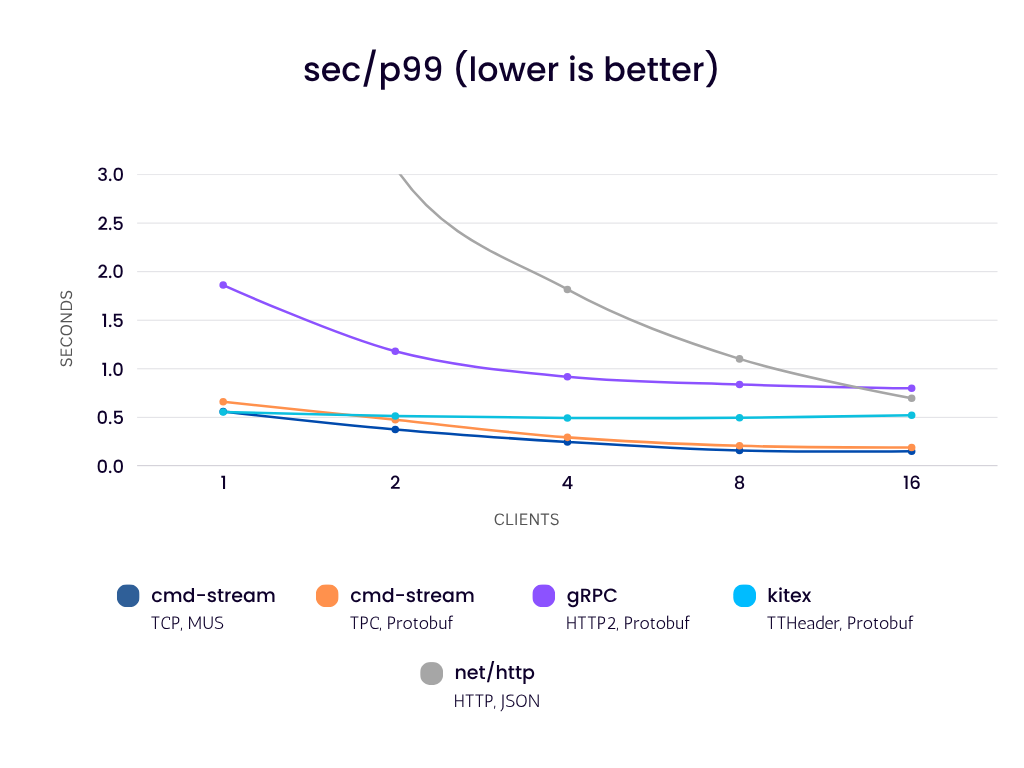 sec/p99 (lower is better)
3.0
2.5
2.0
1.5
1.0
0.5
0.0
SECONDS
1 2 4 8 16
CLIENTS
cmd-stream cmd-stream gRPC kitex
TCP, MUS TPC, Protobuf HTTP2, Protobuf TTHeader, Protobuf
net/http
HTTP, JSON